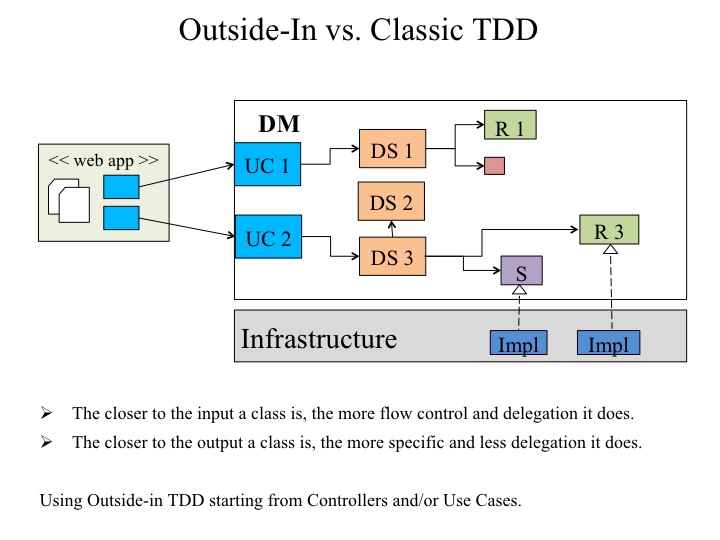 Outside-In vs. Classic TDD
DM
<< web app >>
UC 1
DS 1
R 1
DS 2
UC 2
DS 3
R 3
S
Infrastructure
Impl
Impl
The closer to the input a class is, the more flow control and delegation it does.
The closer to the output a class is, the more specific and less delegation it does.
Using Outside-in TDD starting from Controllers and/or Use Cases.